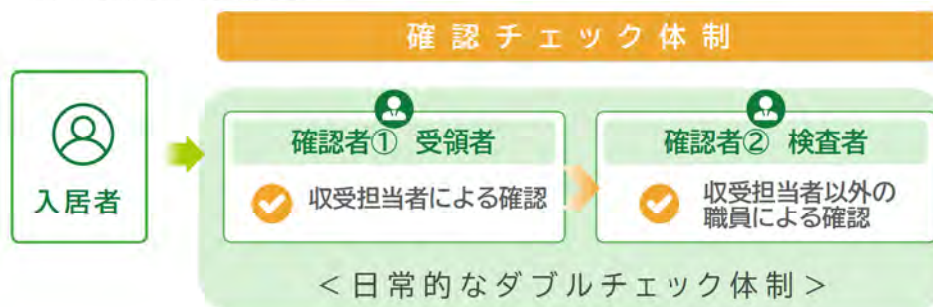 確認チェック体制
入居者
確認者① 受領者
収受担当者による確認
確認者② 検査者
収受担当者以外の
職員による確認
＜日常的なダブルチェック体制＞